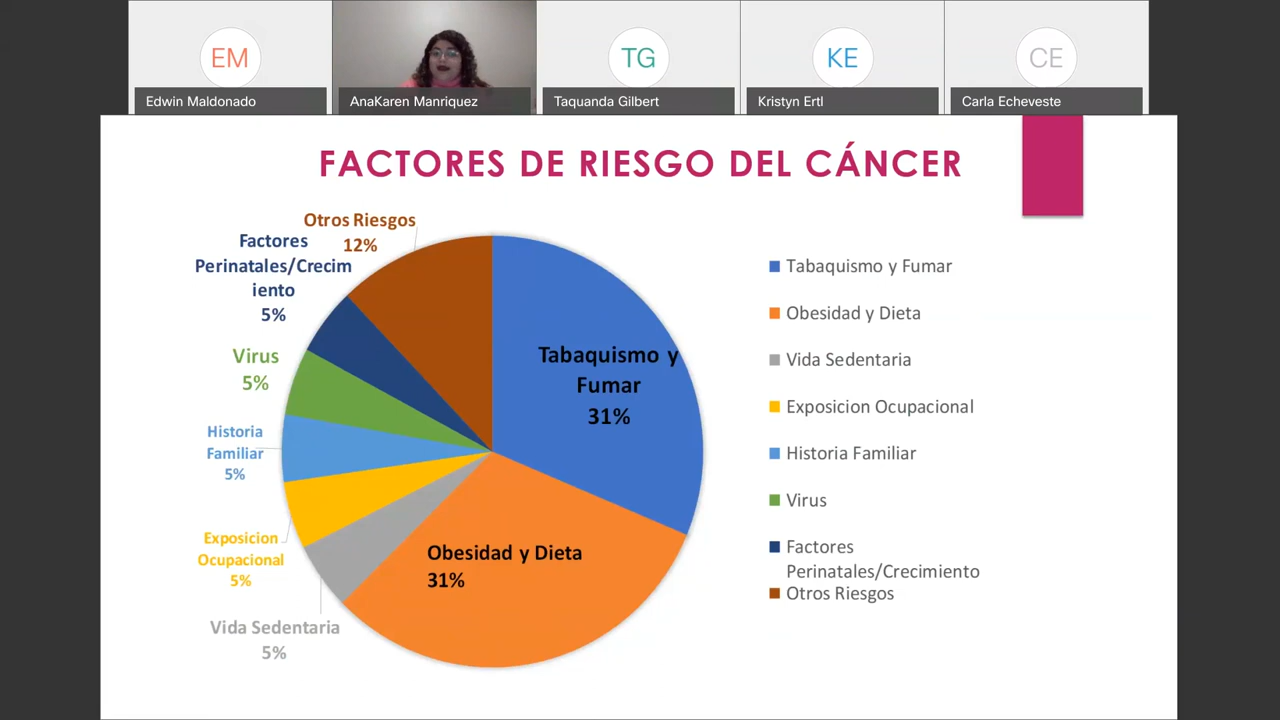 EM
TG
KE
CE
Edwin Maldonado
AnaKaren Manriquez
Taquanda Gilbert
Kristyn Ertl
Carla Echeveste
FACTORES DE RIESGO DEL CÁNCER
Otros Riesgos
12%
Factores
Perinatales/Crecim
iento
5%
Virus
5%
Historia
Familiar
5%
Exposicion
Ocupacional
5%
Vida Sedentaria
5%
Tabaquismo y
Fumar
31%
Obesidad y Dieta
31%
Tabaquismo y Fumar
Obesidad y Dieta
Vida Sedentaria
Exposicion Ocupacional
Historia Familiar
Virus
Factores
Perinatales/Crecimiento
Otros Riesgos